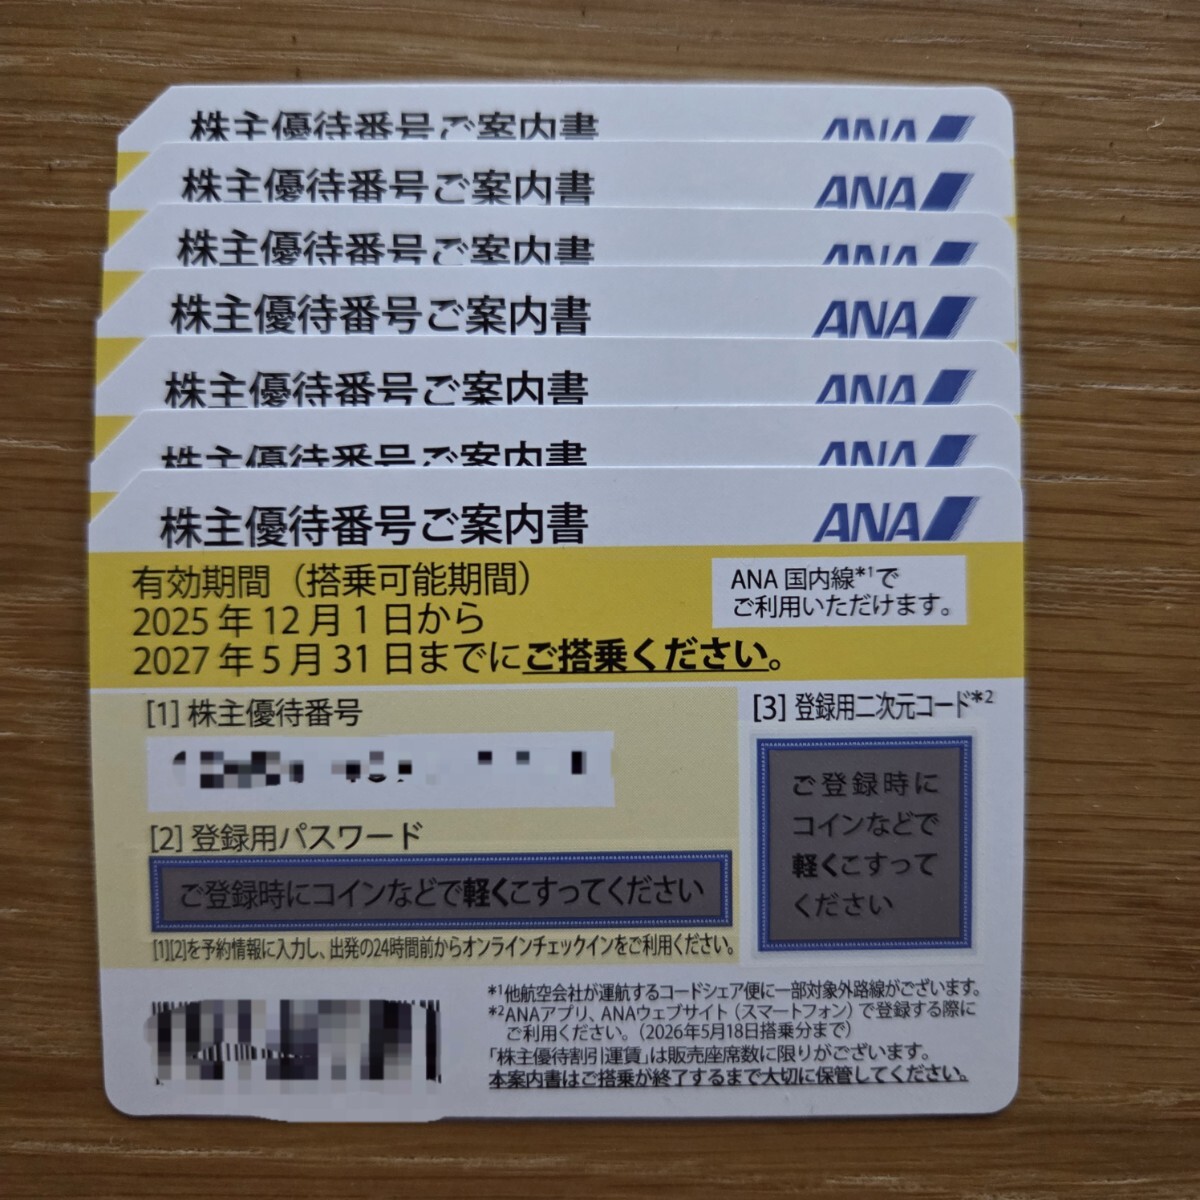 株主優待番号ご案内書 ANA
株主優待番号ご案内書 ANA
株主優待番号ご案内書 ANA
株主優待番号ご案内書 ANA
株主優待番号ご案内書 ANA
株主優待番号ご案内書 ANA
株主優待番号ご案内書 ANA
有効期間（搭乗可能期間）
2025年12月1日から
2027年5月31日までにご搭乗ください。
ANA国内線*1で
ご利用いただけます。
[1] 株主優待番号
[2] 登録用パスワード
ご登録時にコインなどで軽くこすってください
[1][2]を予約情報に入力し、出発の24時間前からオンラインチェックインをご利用ください。
[3] 登録用二次元コード*2
ご登録時に
コインなどで
軽くこすって
ください
*1他航空会社が運航するコードシェア便に一部対象外路線がございます。
*2ANAアプリ、ANAウェブサイト（スマートフォン）で登録する際に
ご利用ください。（2026年5月18日搭乗分まで）
「株主優待割引運賃」は販売座席数に限りがございます。
本案内書はご搭乗が終了するまで大切に保管してください。